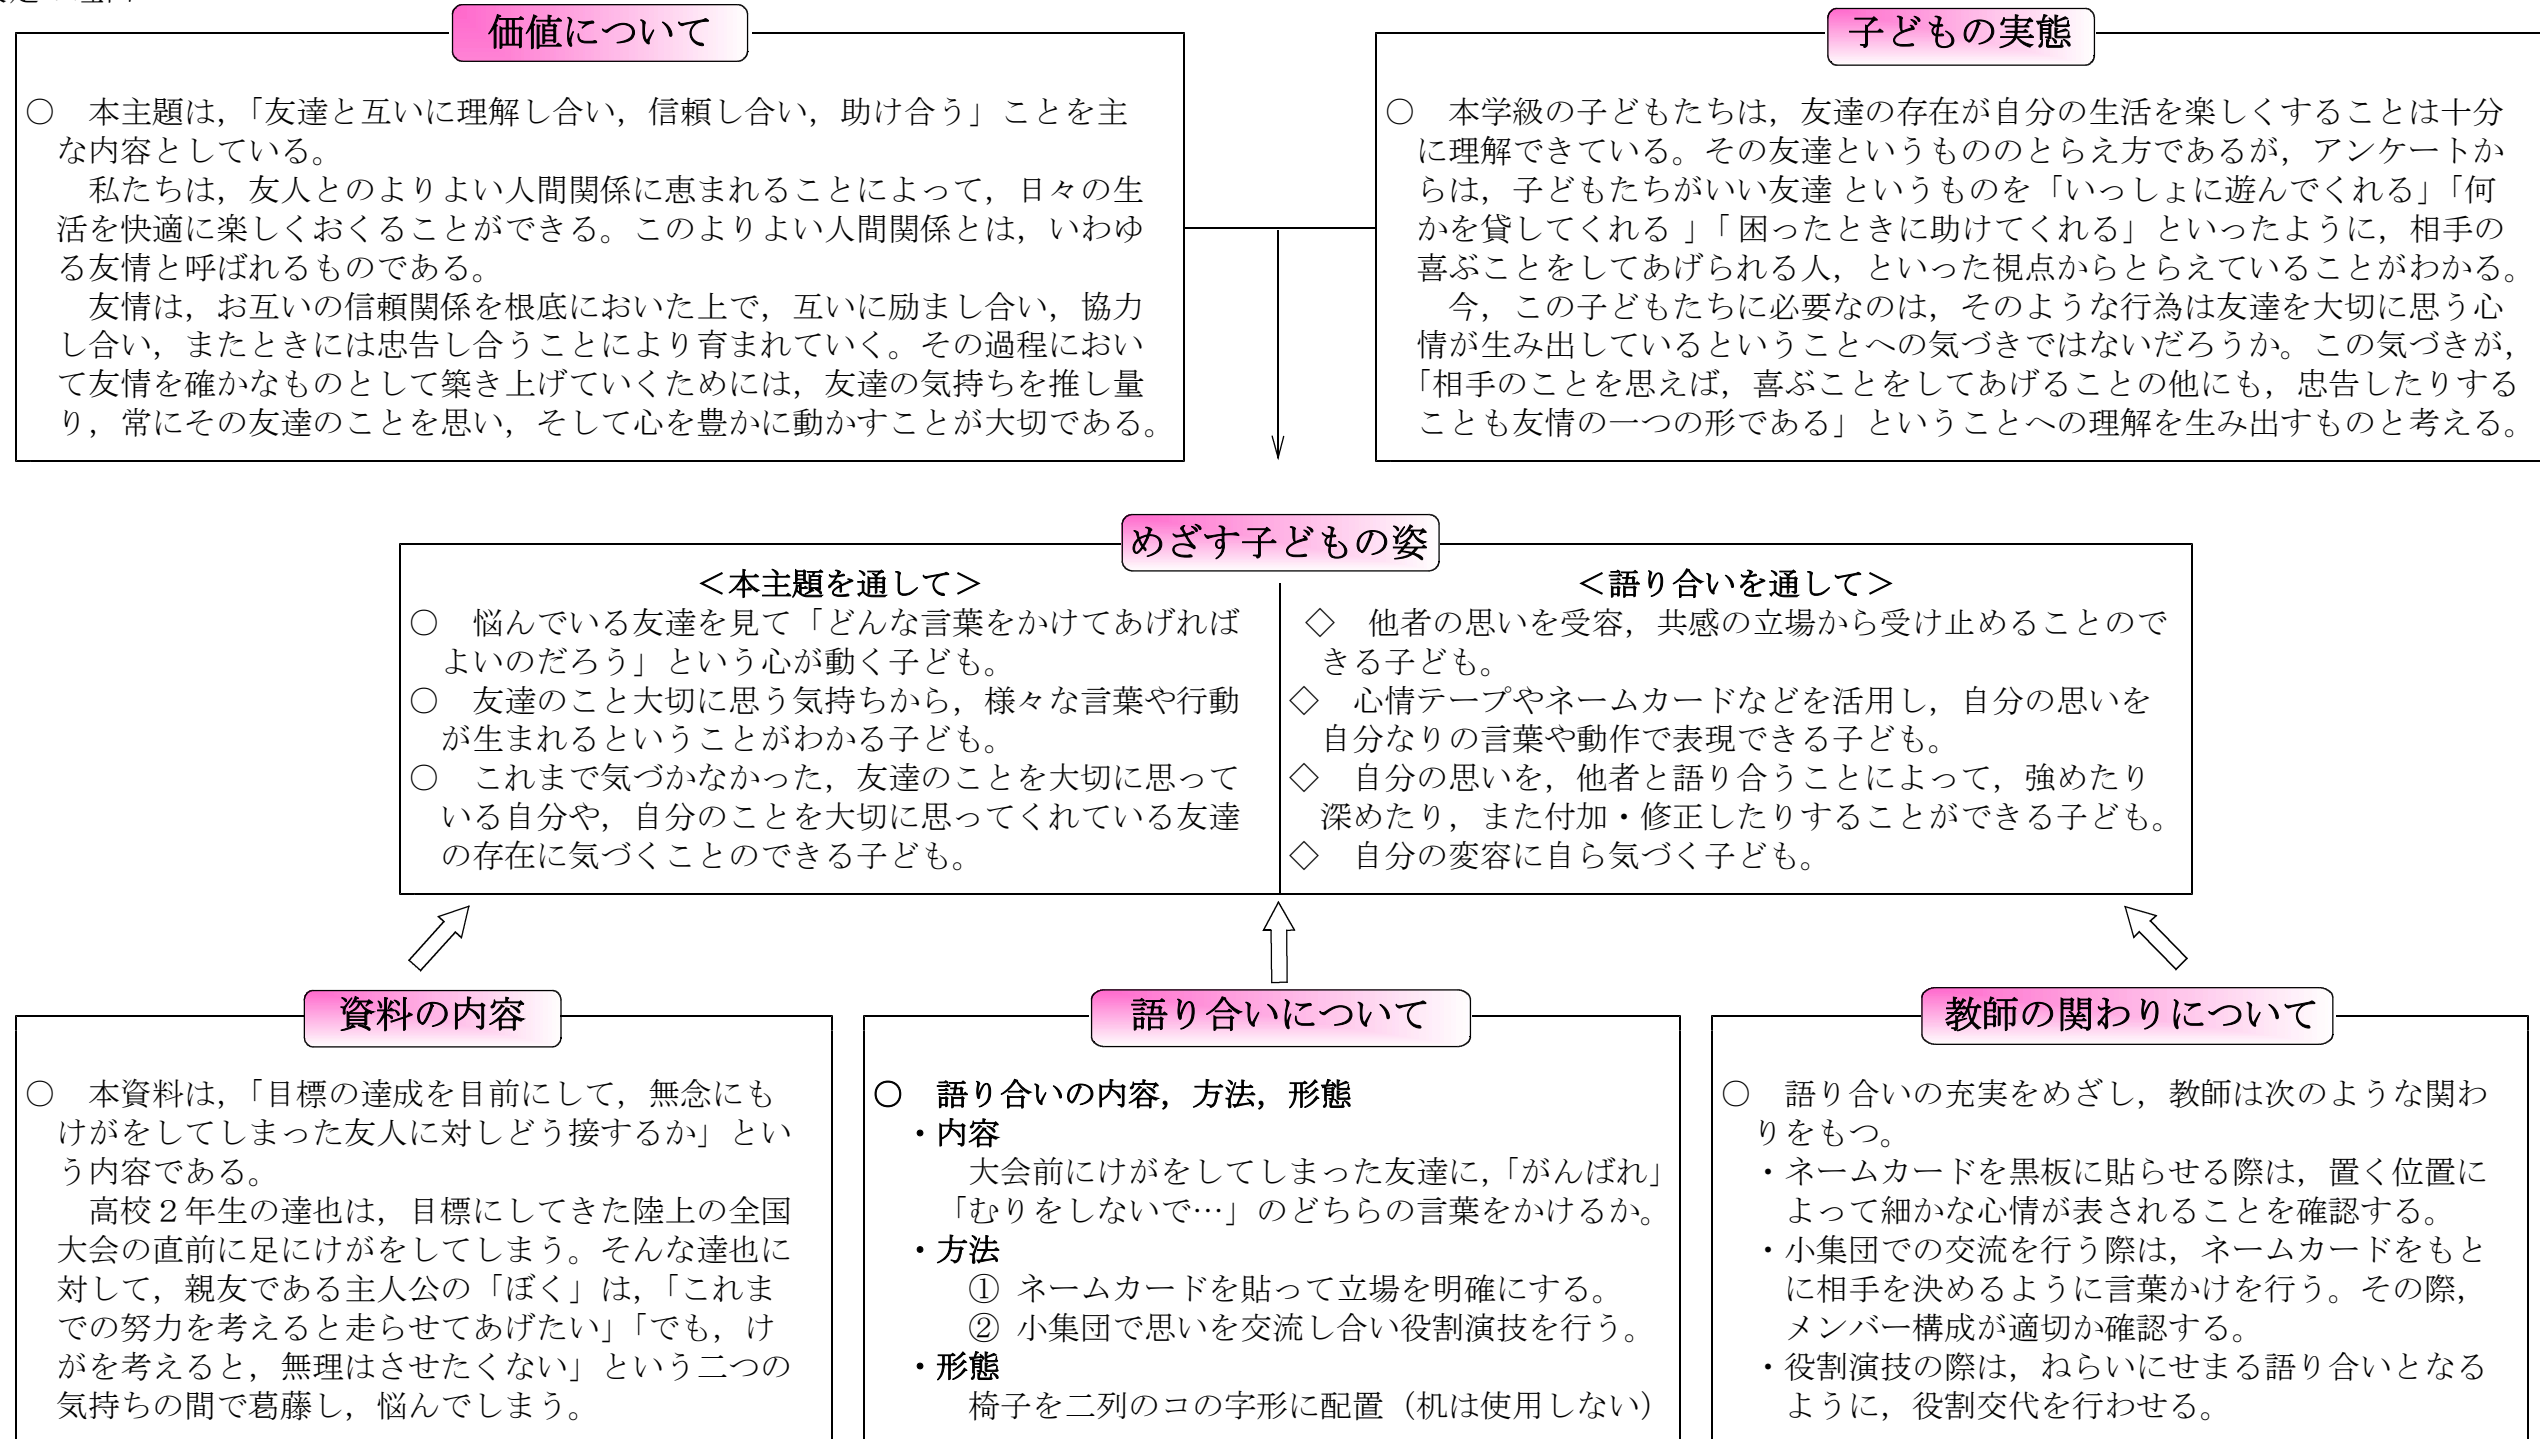 価値について
○　本主題は，「友達と互いに理解し合い，信頼し合い，助け合う」ことを主
な内容としている。
私たちは，友人とのよりよい人間関係に恵まれることによって，日々の生
活を快適に楽しくおくることができる。このよりよい人間関係とは，いわゆ
る友情と呼ばれるものである。
友情は，お互いの信頼関係を根底においた上で，互いに励まし合い，協力
し合い，またときには忠告し合うことにより育まれていく。その過程におい
て友情を確かなものとして築き上げていくためには，友達の気持ちを推し量
り，常にその友達のことを思い，そして心を豊かに動かすことが大切である。
子どもの実態
○　本学級の子どもたちは，友達の存在が自分の生活を楽しくすることは十分
に理解できている。その友達というもののとらえ方であるが，アンケートか
らは，子どもたちがいい友達 というものを「いっしょに遊んでくれる」「何
かを貸してくれる 」「 困ったときに助けてくれる」といったように，相手の
喜ぶことをしてあげられる人，といった視点からとらえていることがわかる。
今，この子どもたちに必要なのは，そのような行為は友達を大切に思う心
情が生み出しているということへの気づきではないだろうか。この気づきが，
「相手のことを思えば，喜ぶことをしてあげることの他にも，忠告したりする
ことも友情の一つの形である」ということへの理解を生み出すものと考える。
めざす子どもの姿
＜本主題を通して＞
○　悩んでいる友達を見て「どんな言葉をかけてあげれば
よいのだろう」という心が動く子ども。
○　友達のこと大切に思う気持ちから，様々な言葉や行動
が生まれるということがわかる子ども。
○　これまで気づかなかった，友達のことを大切に思って
いる自分や，自分のことを大切に思ってくれている友達
の存在に気づくことのできる子ども。
＜語り合いを通して＞
◇　他者の思いを受容，共感の立場から受け止めることので
きる子ども。
◇　心情テープやネームカードなどを活用し，自分の思いを
自分なりの言葉や動作で表現できる子ども。
◇　自分の思いを，他者と語り合うことによって，強めたり
深めたり，また付加・修正したりすることができる子ども。
◇　自分の変容に自ら気づく子ども。
資料の内容
○　本資料は，「目標の達成を目前にして，無念にも
けがをしてしまった友人に対しどう接するか」とい
う内容である。
高校２年生の達也は，目標にしてきた陸上の全国
大会の直前に足にけがをしてしまう。そんな達也に
対して，親友である主人公の「ぼく」は，「これま
での努力を考えると走らせてあげたい」「でも，け
がを考えると，無理はさせたくない」という二つの
気持ちの間で葛藤し，悩んでしまう。
語り合いについて
○　語り合いの内容，方法，形態
・内容
大会前にけがをしてしまった友達に，「がんばれ」
「むりをしないで…」のどちらの言葉をかけるか。
・方法
① ネームカードを貼って立場を明確にする。
② 小集団で思いを交流し合い役割演技を行う。
・形態
椅子を二列のコの字形に配置（机は使用しない）
教師の関わりについて
○　語り合いの充実をめざし，教師は次のような関わ
りをもつ。
・ネームカードを黒板に貼らせる際は，置く位置に
よって細かな心情が表されることを確認する。
・小集団での交流を行う際は，ネームカードをもと
に相手を決めるように言葉かけを行う。その際，
メンバー構成が適切か確認する。
・役割演技の際は，ねらいにせまる語り合いとなる
ように，役割交代を行わせる。